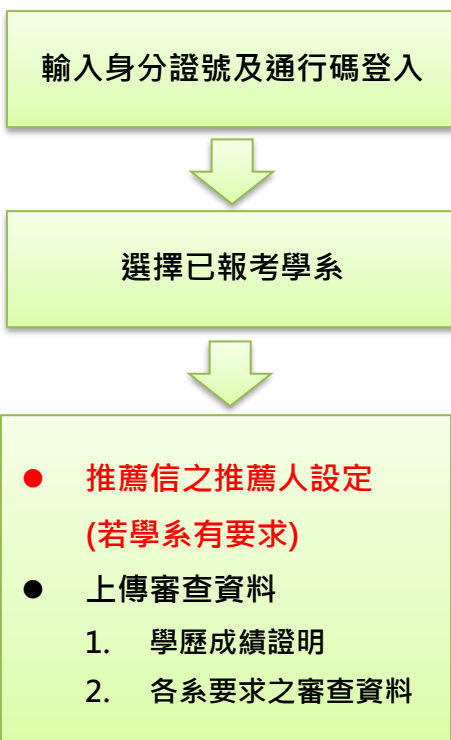 輸入身分證號及通行碼登入
選擇已報考學系
● 推薦信之推薦人設定
(若學系有要求)
● 上傳審查資料
1. 學歷成績證明
2. 各系要求之審查資料